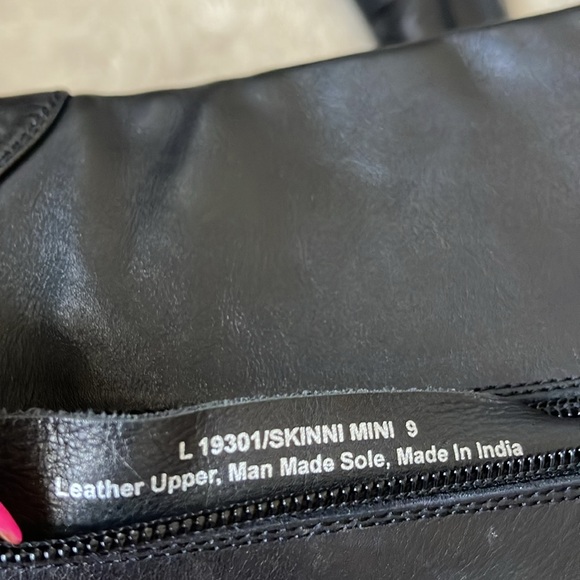 L 19301/SKINNI MINI 9
Leather Upper, Man Made Sole, Made In India